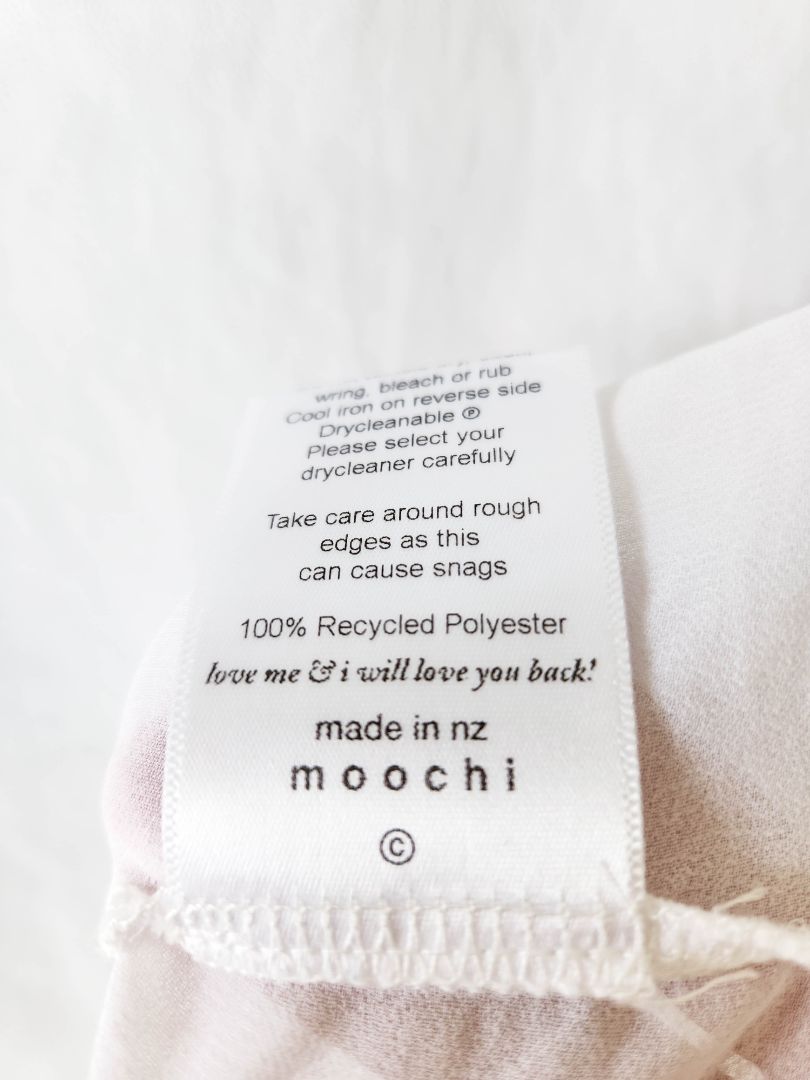 wring, bleach or rub
Cool iron on reverse side
Drycleanable Ⓟ
Please select your
drycleaner carefully
Take care around rough
edges as this
can cause snags
100% Recycled Polyester
love me & i will love you back!
made in nz
moochi
©